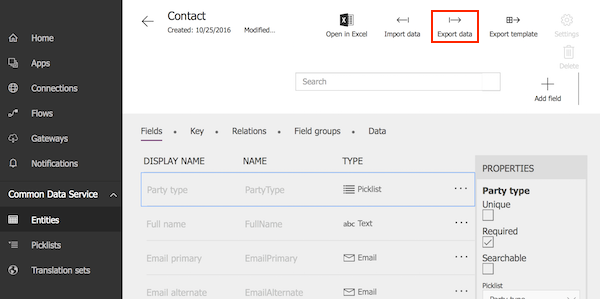 Home
Apps
Connections
Flows
Gateways
Notifications
Common Data Service
Entities
Picklists
Translation sets
Contact
Created: 10/25/2016 Modified...
Open in Excel
Import data
Export data
Export template
Settings
Delete
Search
Add field
Fields • Key • Relations • Field groups • Data
DISPLAY NAME NAME TYPE
Party type PartyType Picklist ...
Full name FullName abc Text ...
Email primary EmailPrimary Email ...
Email alternate EmailAlternate Email ...
PROPERTIES
Party type
Unique
Required
Searchable
Picklist
Party type